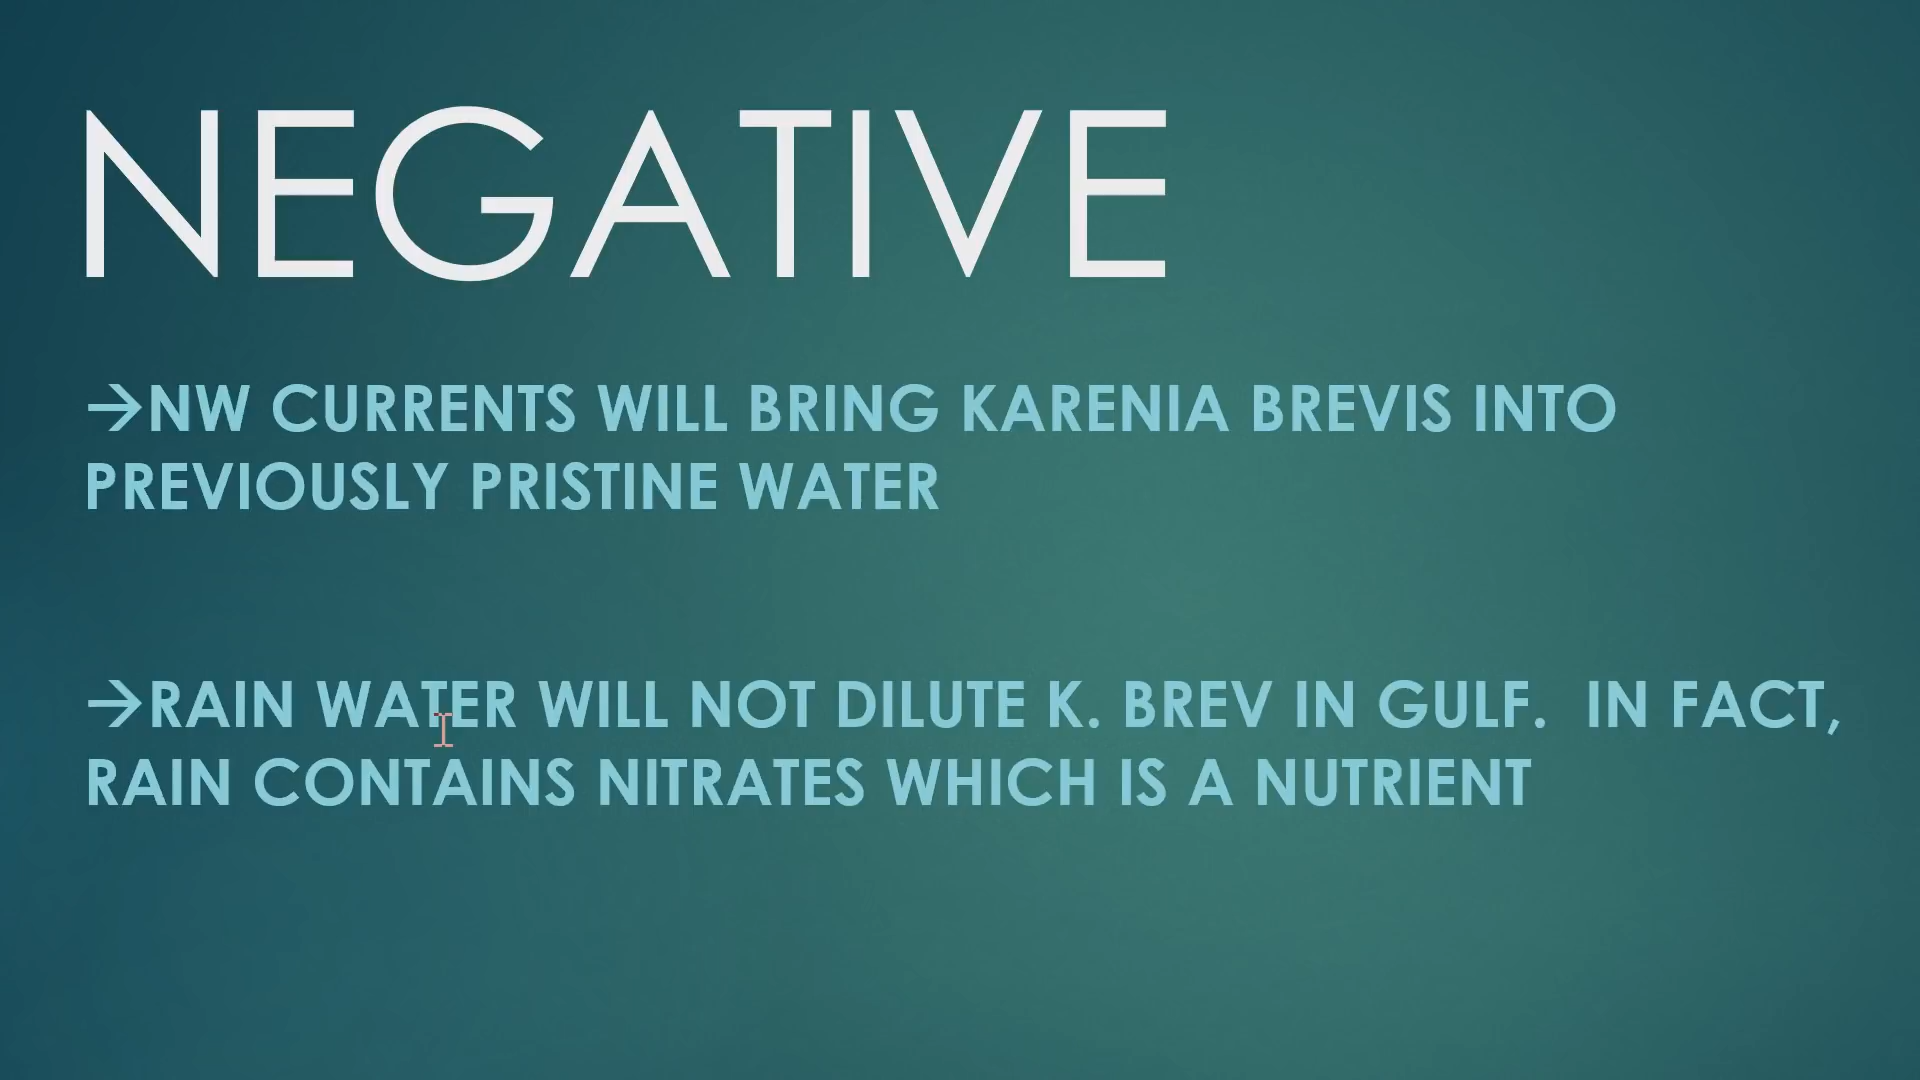 NEGATIVE
→NW CURRENTS WILL BRING KARENIA BREVIS INTO
PREVIOUSLY PRISTINE WATER
→RAIN WATER WILL NOT DILUTE K. BREV IN GULF.  IN FACT,
RAIN CONTAINS NITRATES WHICH IS A NUTRIENT